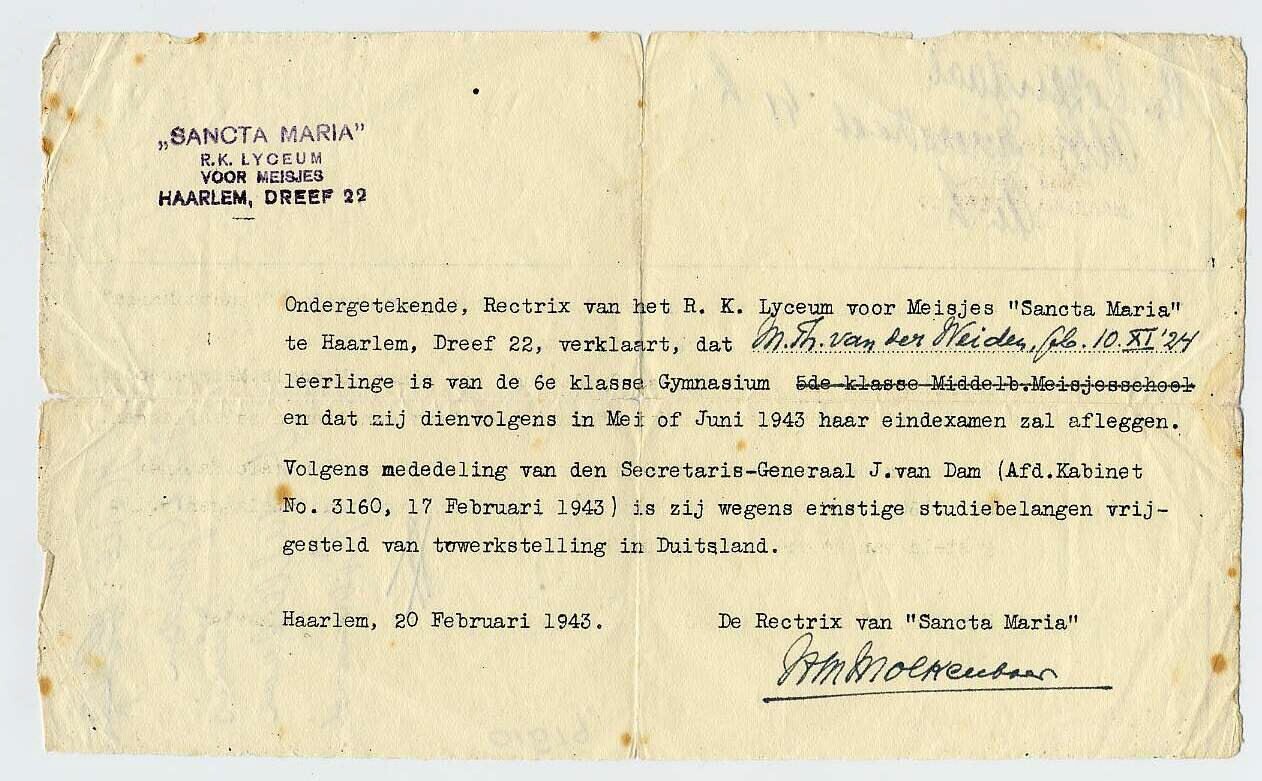 „SANCTA MARIA”
R.K. LYCEUM
VOOR MEISJES
HAARLEM, DREEF 22
Ondergetekende, Rectrix van het R. K. Lyceum voor Meisjes "Sancta Maria"
te Haarlem, Dreef 22, verklaart, dat M.Th. van der Weiden, geb. 10. XI '24
leerlinge is van de 6e klasse Gymnasium 5de klasse Middelb.Meisjesschool
en dat zij dienvolgens in Mei of Juni 1943 haar eindexamen zal afleggen.
Volgens mededeling van den Secretaris-Generaal J.van Dam (Afd.Kabinet
No. 3160, 17 Februari 1943) is zij wegens ernstige studiebelangen vrij-
gesteld van tewerkstelling in Duitsland.
Haarlem, 20 Februari 1943.
De Rectrix van "Sancta Maria"
Molkenboer